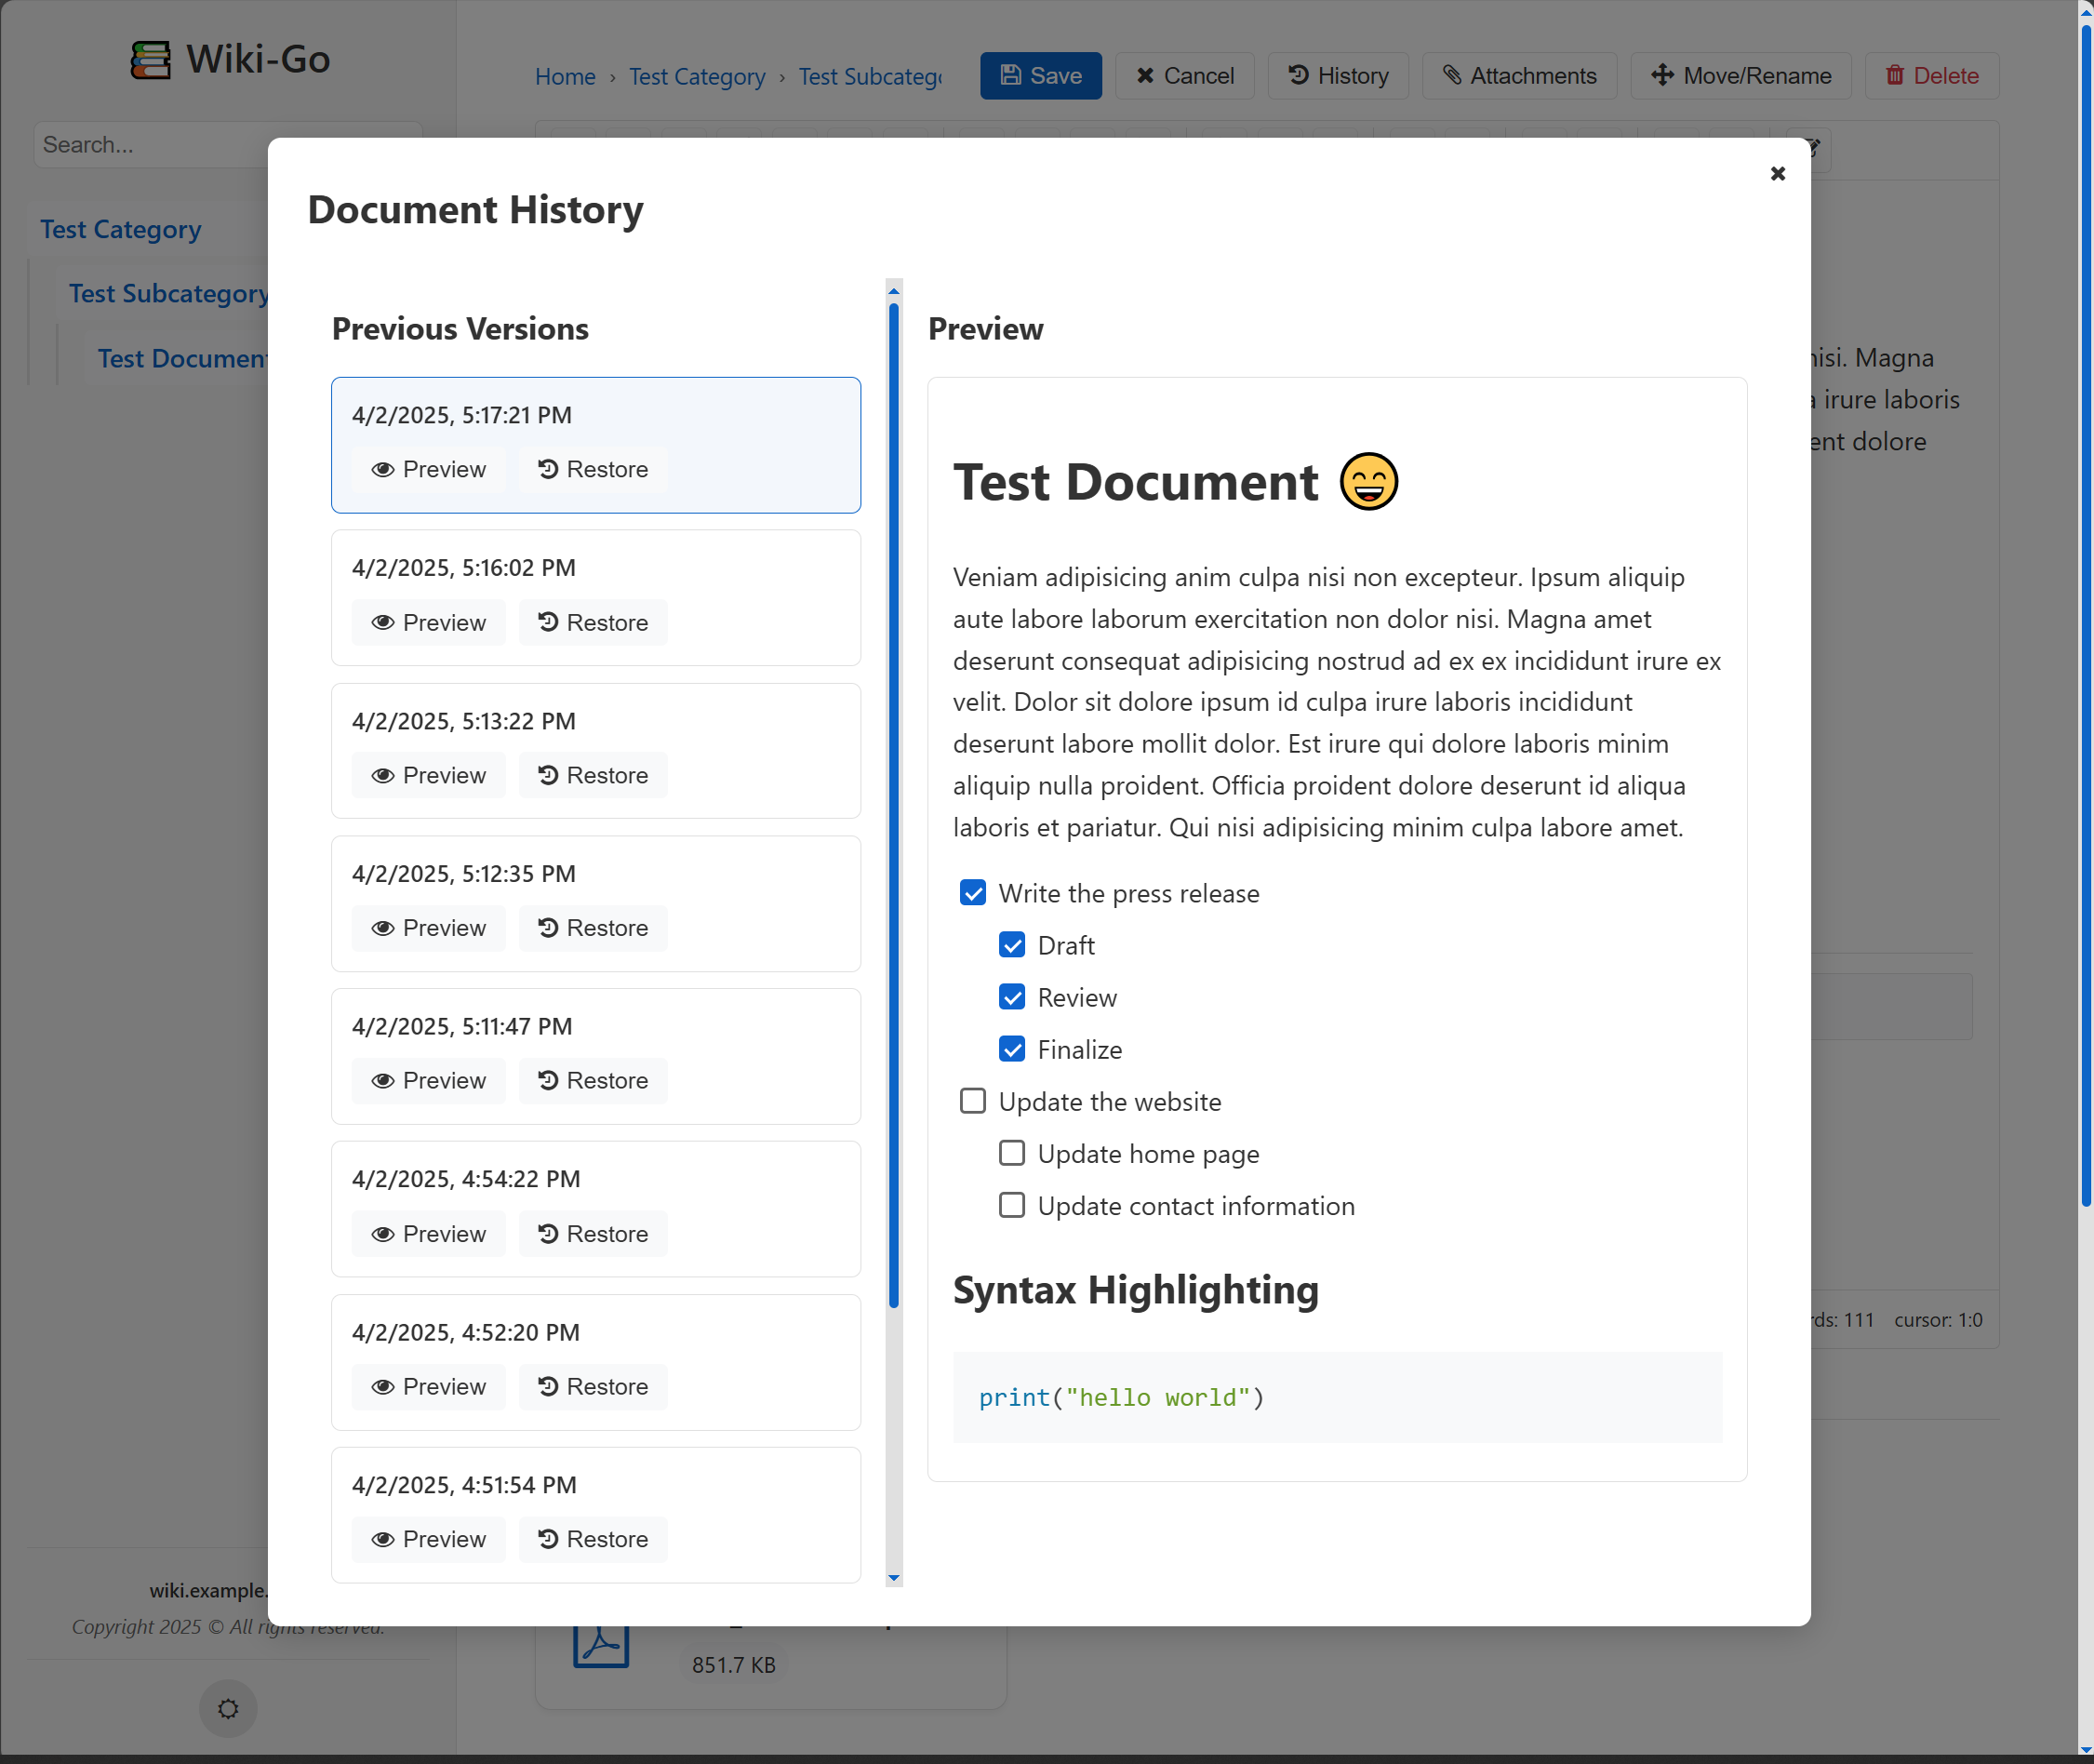 Wiki-Go
Search...
Test Category
Test Subcategory
Test Document
wiki.example.
Copyright 2025 © All rights reserved.
Home › Test Category › Test Subcateg
Save
Cancel
History
Attachments
Move/Rename
Delete
Document History
Previous Versions
4/2/2025, 5:17:21 PM
Preview Restore
4/2/2025, 5:16:02 PM
Preview Restore
4/2/2025, 5:13:22 PM
Preview Restore
4/2/2025, 5:12:35 PM
Preview Restore
4/2/2025, 5:11:47 PM
Preview Restore
4/2/2025, 4:54:22 PM
Preview Restore
4/2/2025, 4:52:20 PM
Preview Restore
4/2/2025, 4:51:54 PM
Preview Restore
Preview
Test Document 😄
Veniam adipisicing anim culpa nisi non excepteur. Ipsum aliquip
aute labore laborum exercitation non dolor nisi. Magna amet
deserunt consequat adipisicing nostrud ad ex ex incididunt irure ex
velit. Dolor sit dolore ipsum id culpa irure laboris incididunt
deserunt labore mollit dolor. Est irure qui dolore laboris minim
aliquip nulla proident. Officia proident dolore deserunt id aliqua
laboris et pariatur. Qui nisi adipisicing minim culpa labore amet.
Write the press release
Draft
Review
Finalize
Update the website
Update home page
Update contact information
Syntax Highlighting
print("hello world")
nisi. Magna
irure laboris
ent dolore
rds: 111 cursor: 1:0
851.7 KB